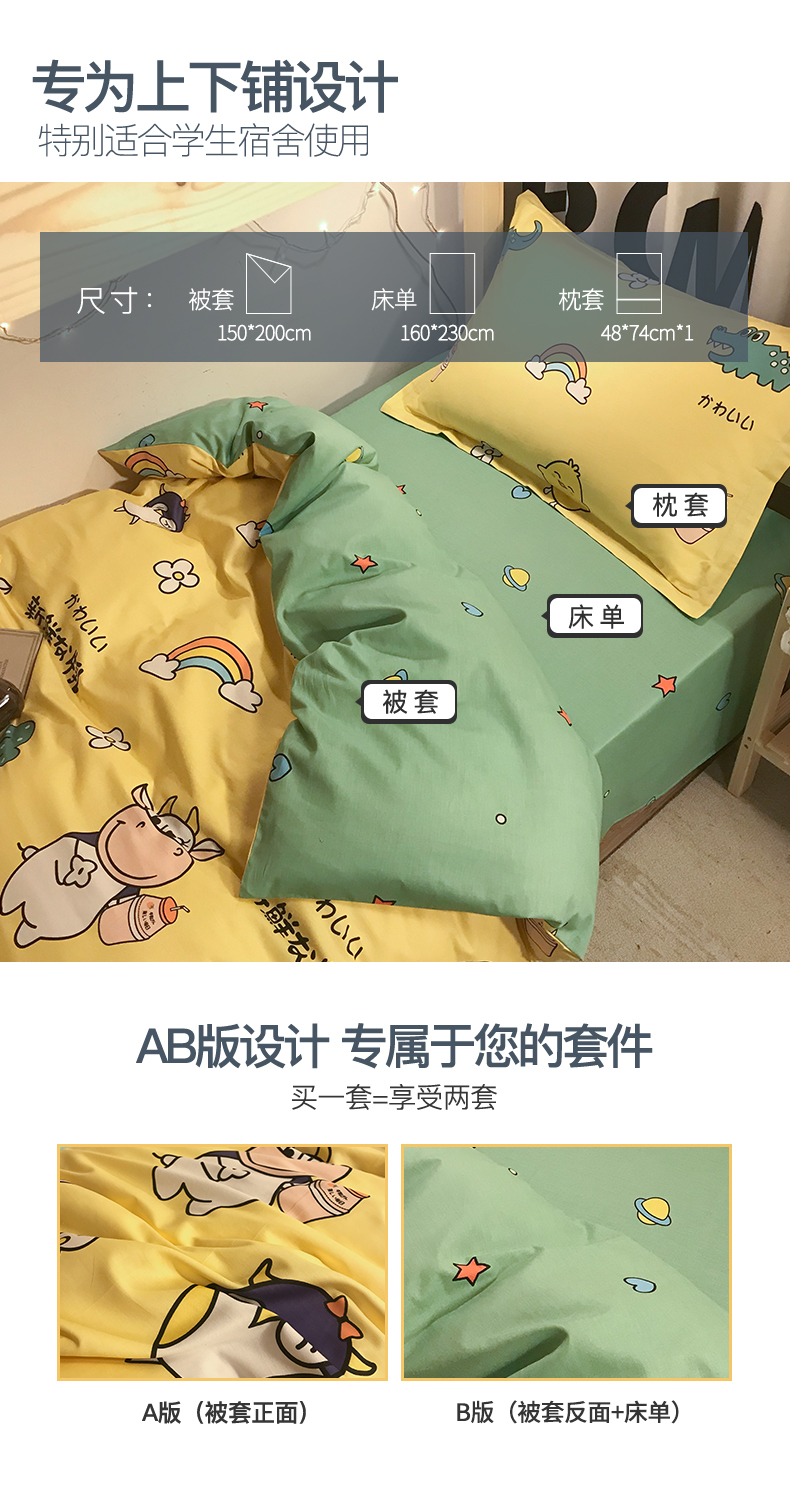 专为上下铺设计
特别适合学生宿舍使用
尺寸：
被套
150*200cm
床单
160*230cm
枕套
48*74cm*1
かわいい
枕套
床单
被套
かわいい
かわいい
AB版设计 专属于您的套件
买一套=享受两套
A版（被套正面）
B版（被套反面+床单）